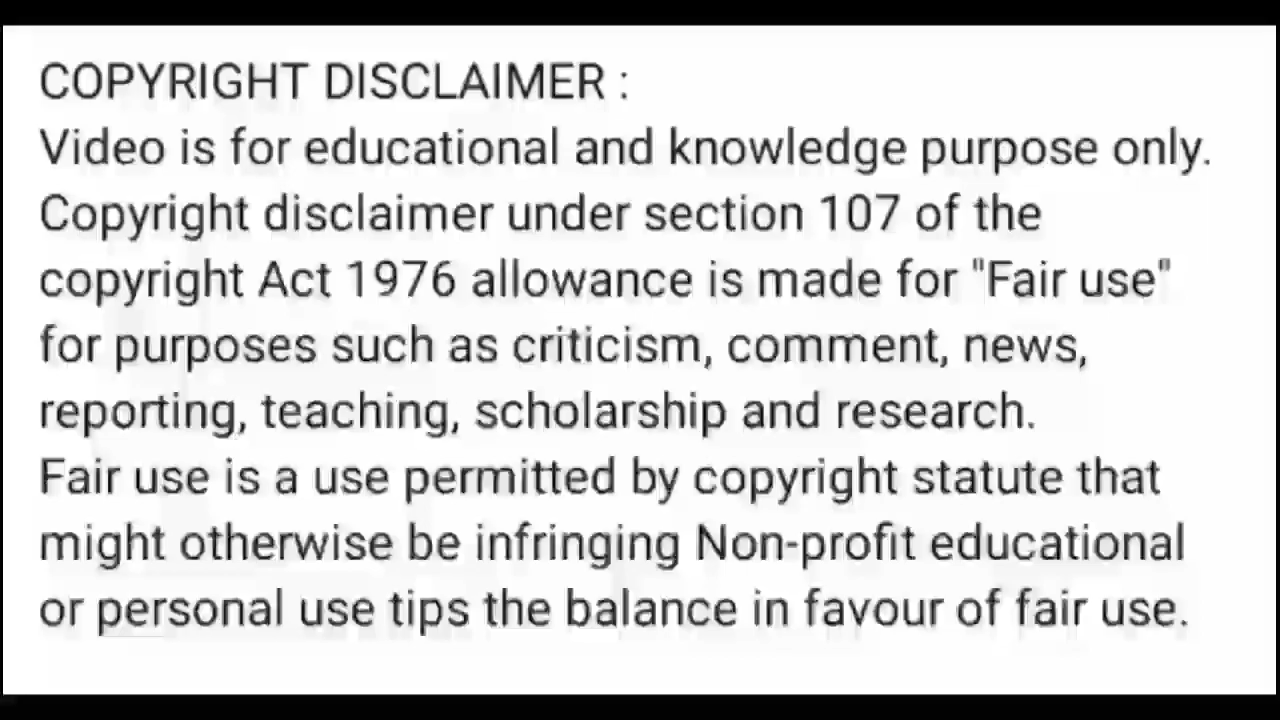 COPYRIGHT DISCLAIMER :
Video is for educational and knowledge purpose only.
Copyright disclaimer under section 107 of the
copyright Act 1976 allowance is made for "Fair use"
for purposes such as criticism, comment, news,
reporting, teaching, scholarship and research.
Fair use is a use permitted by copyright statute that
might otherwise be infringing Non-profit educational
or personal use tips the balance in favour of fair use.